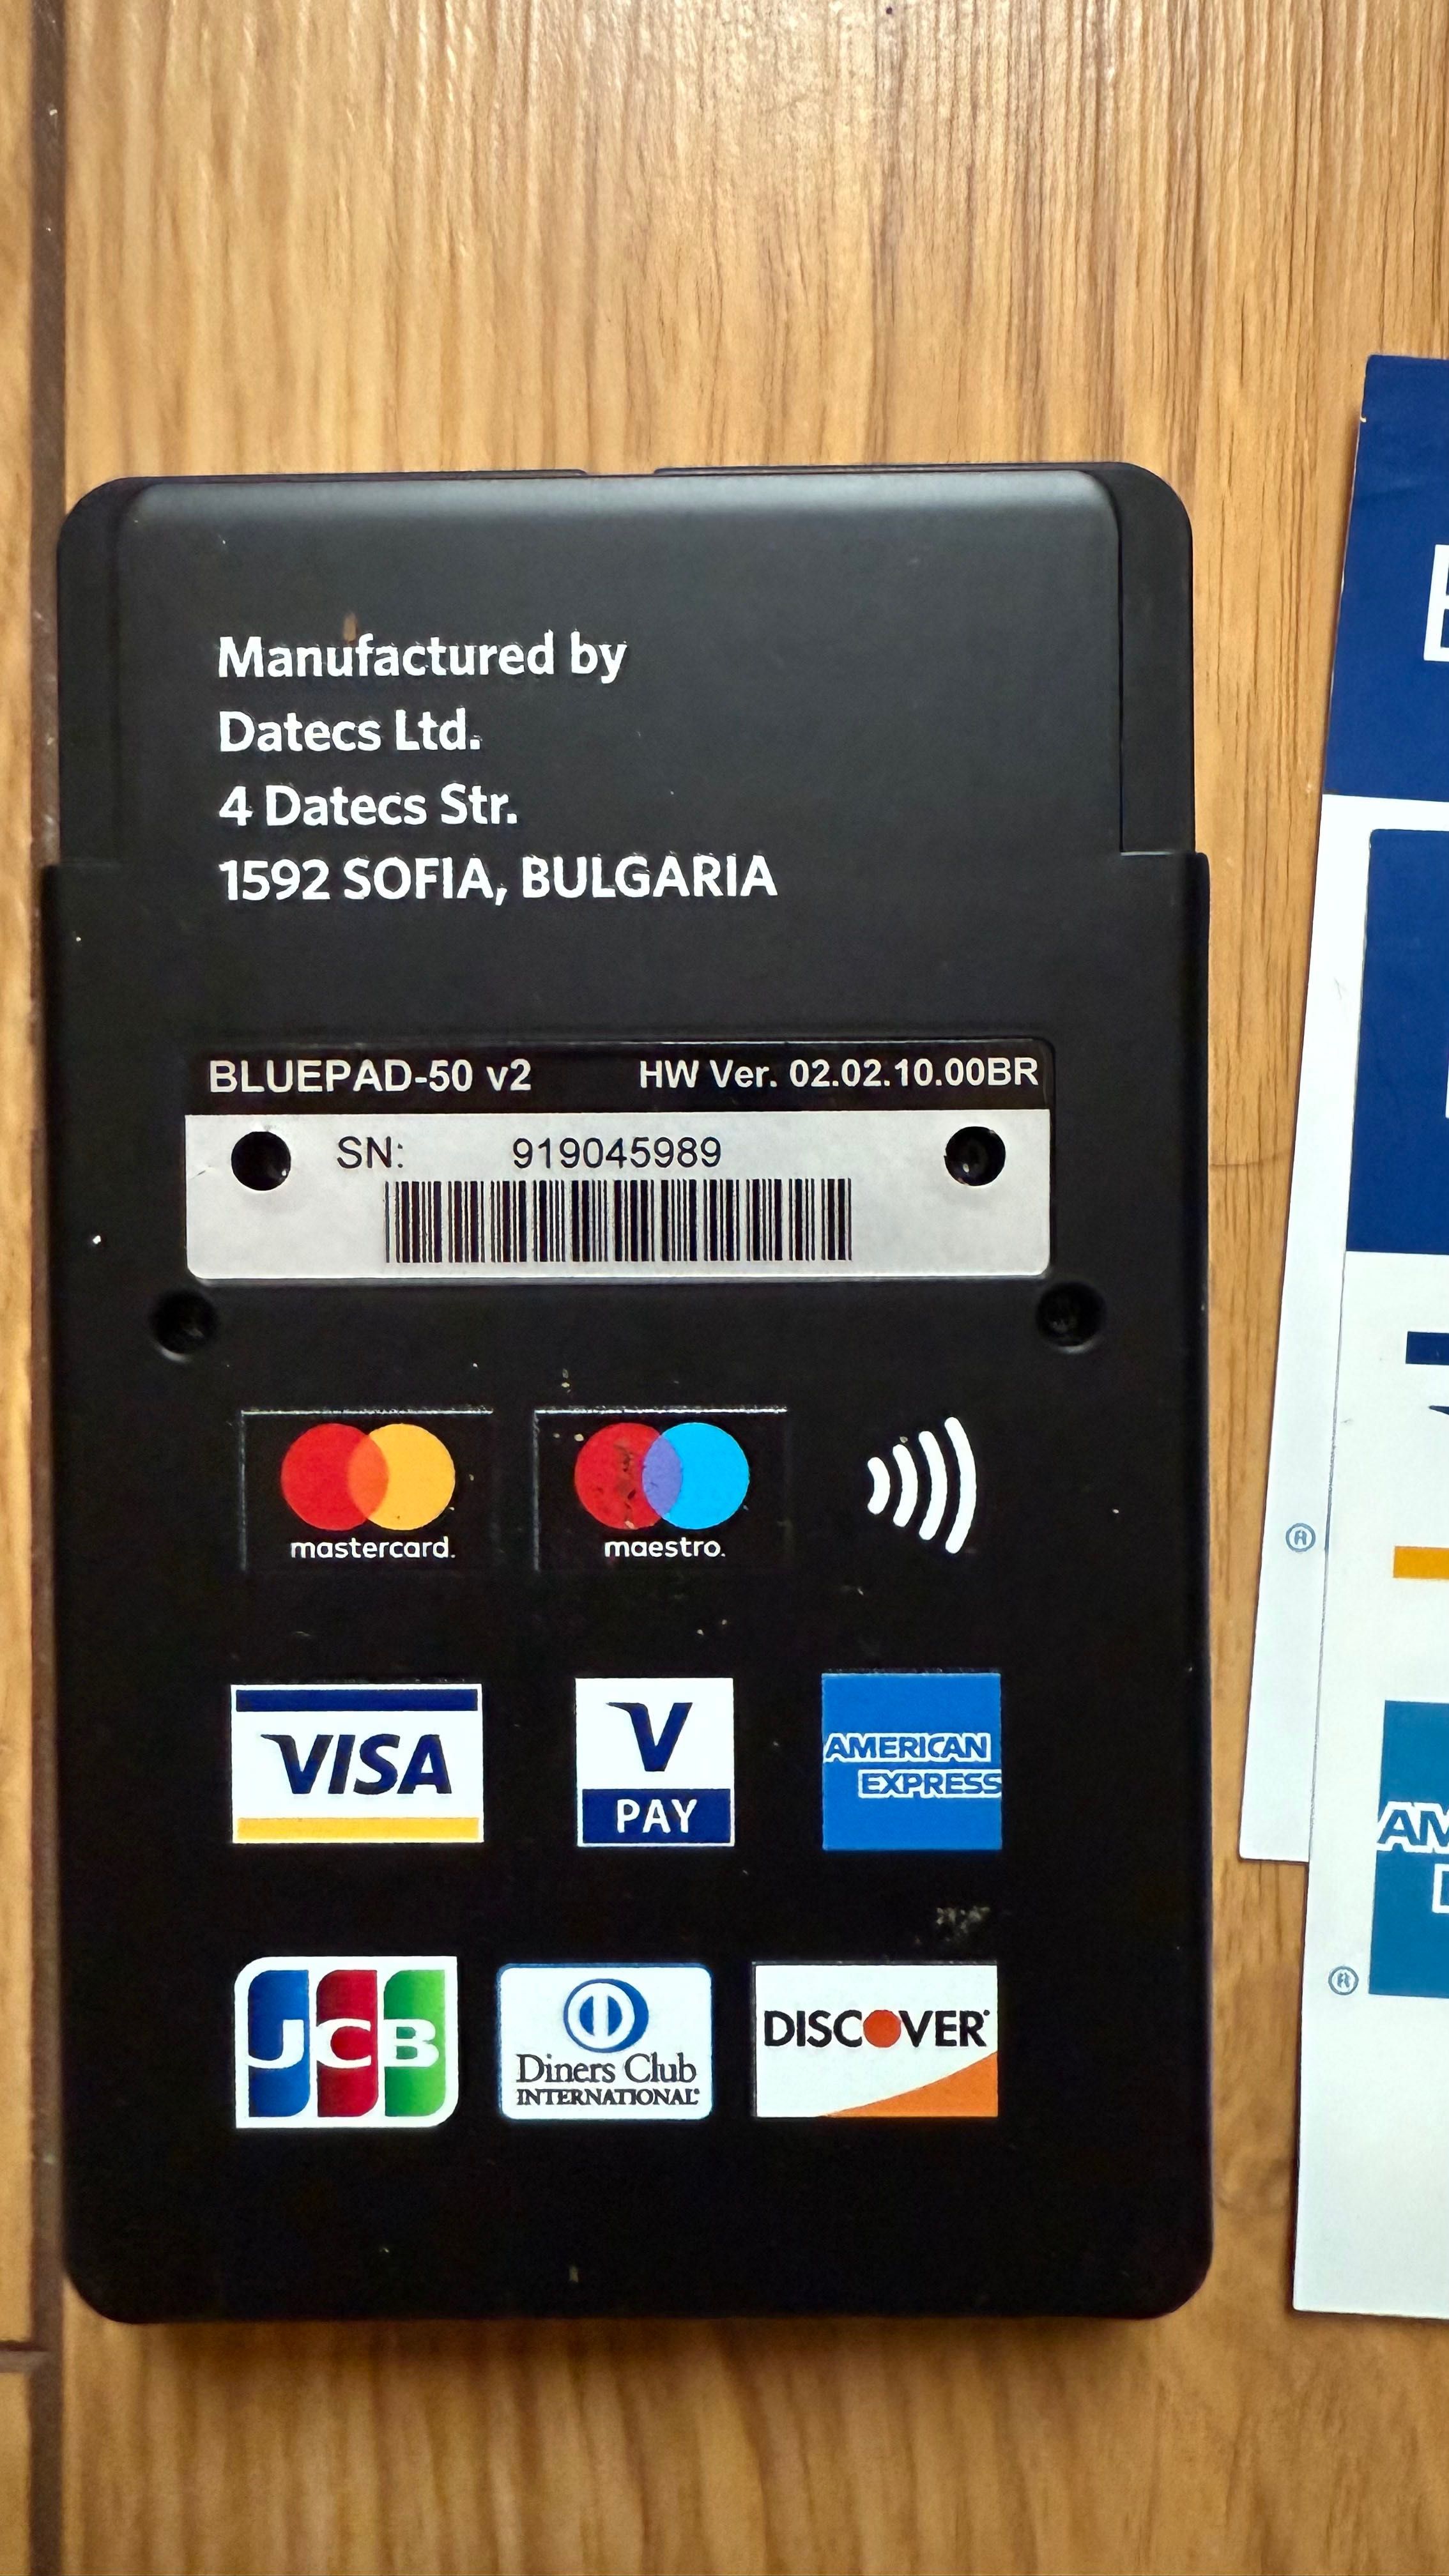 Manufactured by
Datecs Ltd.
4 Datecs Str.
1592 SOFIA, BULGARIA
BLUEPAD-50 v2 HW Ver. 02.02.10.00BR
SN: 919045989
mastercard. maestro.
VISA V PAY AMERICAN EXPRESS
JCB Diners Club INTERNATIONAL® DISCOVER®
®
AM
®